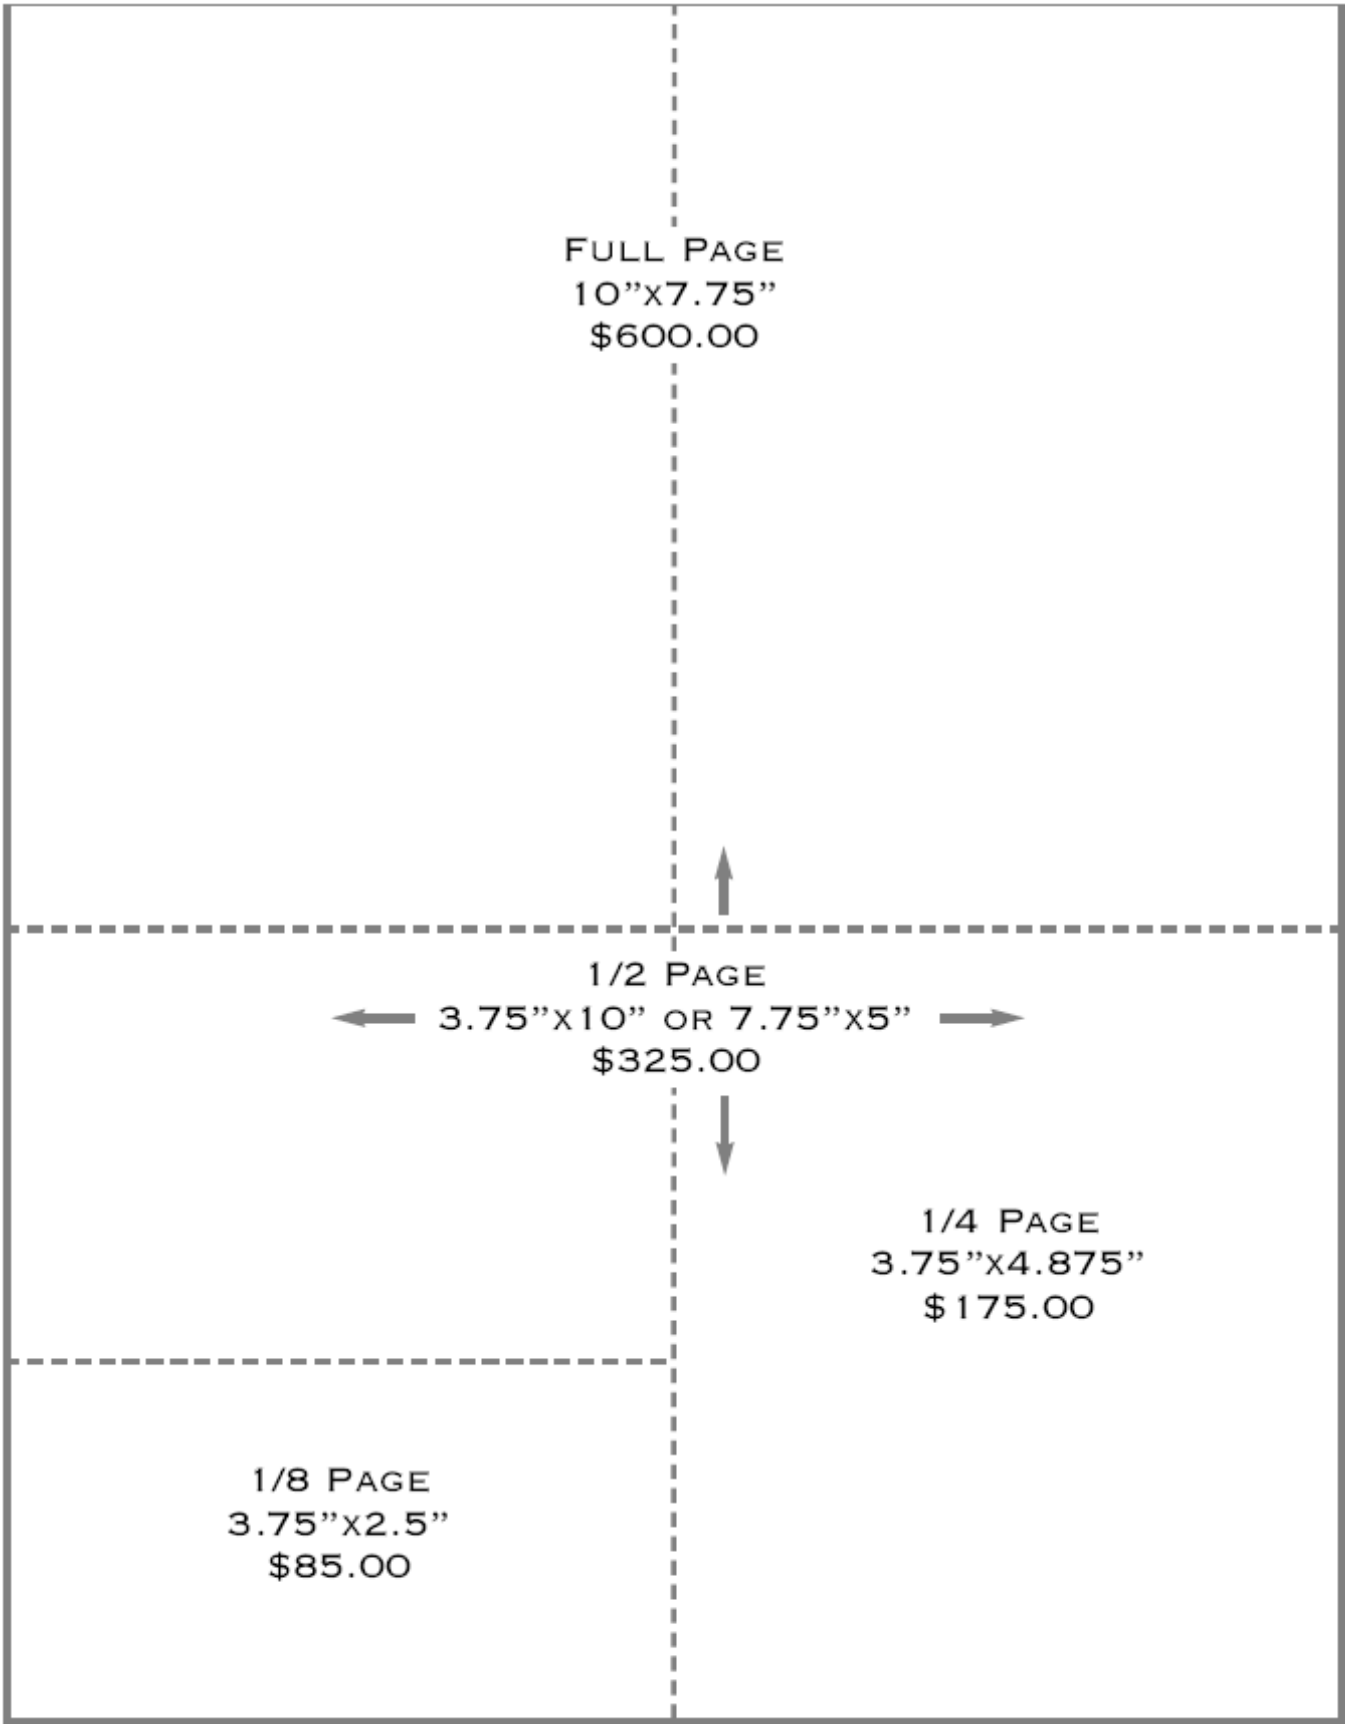 Full Page
10”x7.75”
$600.00
1/2 Page
3.75”x10” or 7.75”x5”
$325.00
1/4 Page
3.75”x4.875”
$175.00
1/8 Page
3.75”x2.5”
$85.00